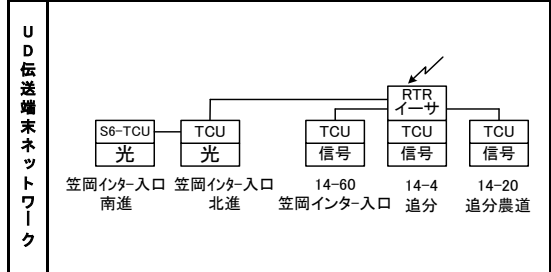 UD伝送端末ネットワーク
RTR
イーサ
S6-TCU
TCU
TCU
TCU
TCU
光
光
信号
信号
信号
笠岡インター入口
笠岡インター入口
14-60
14-4
14-20
南進
北進
笠岡インター入口
追分
追分農道